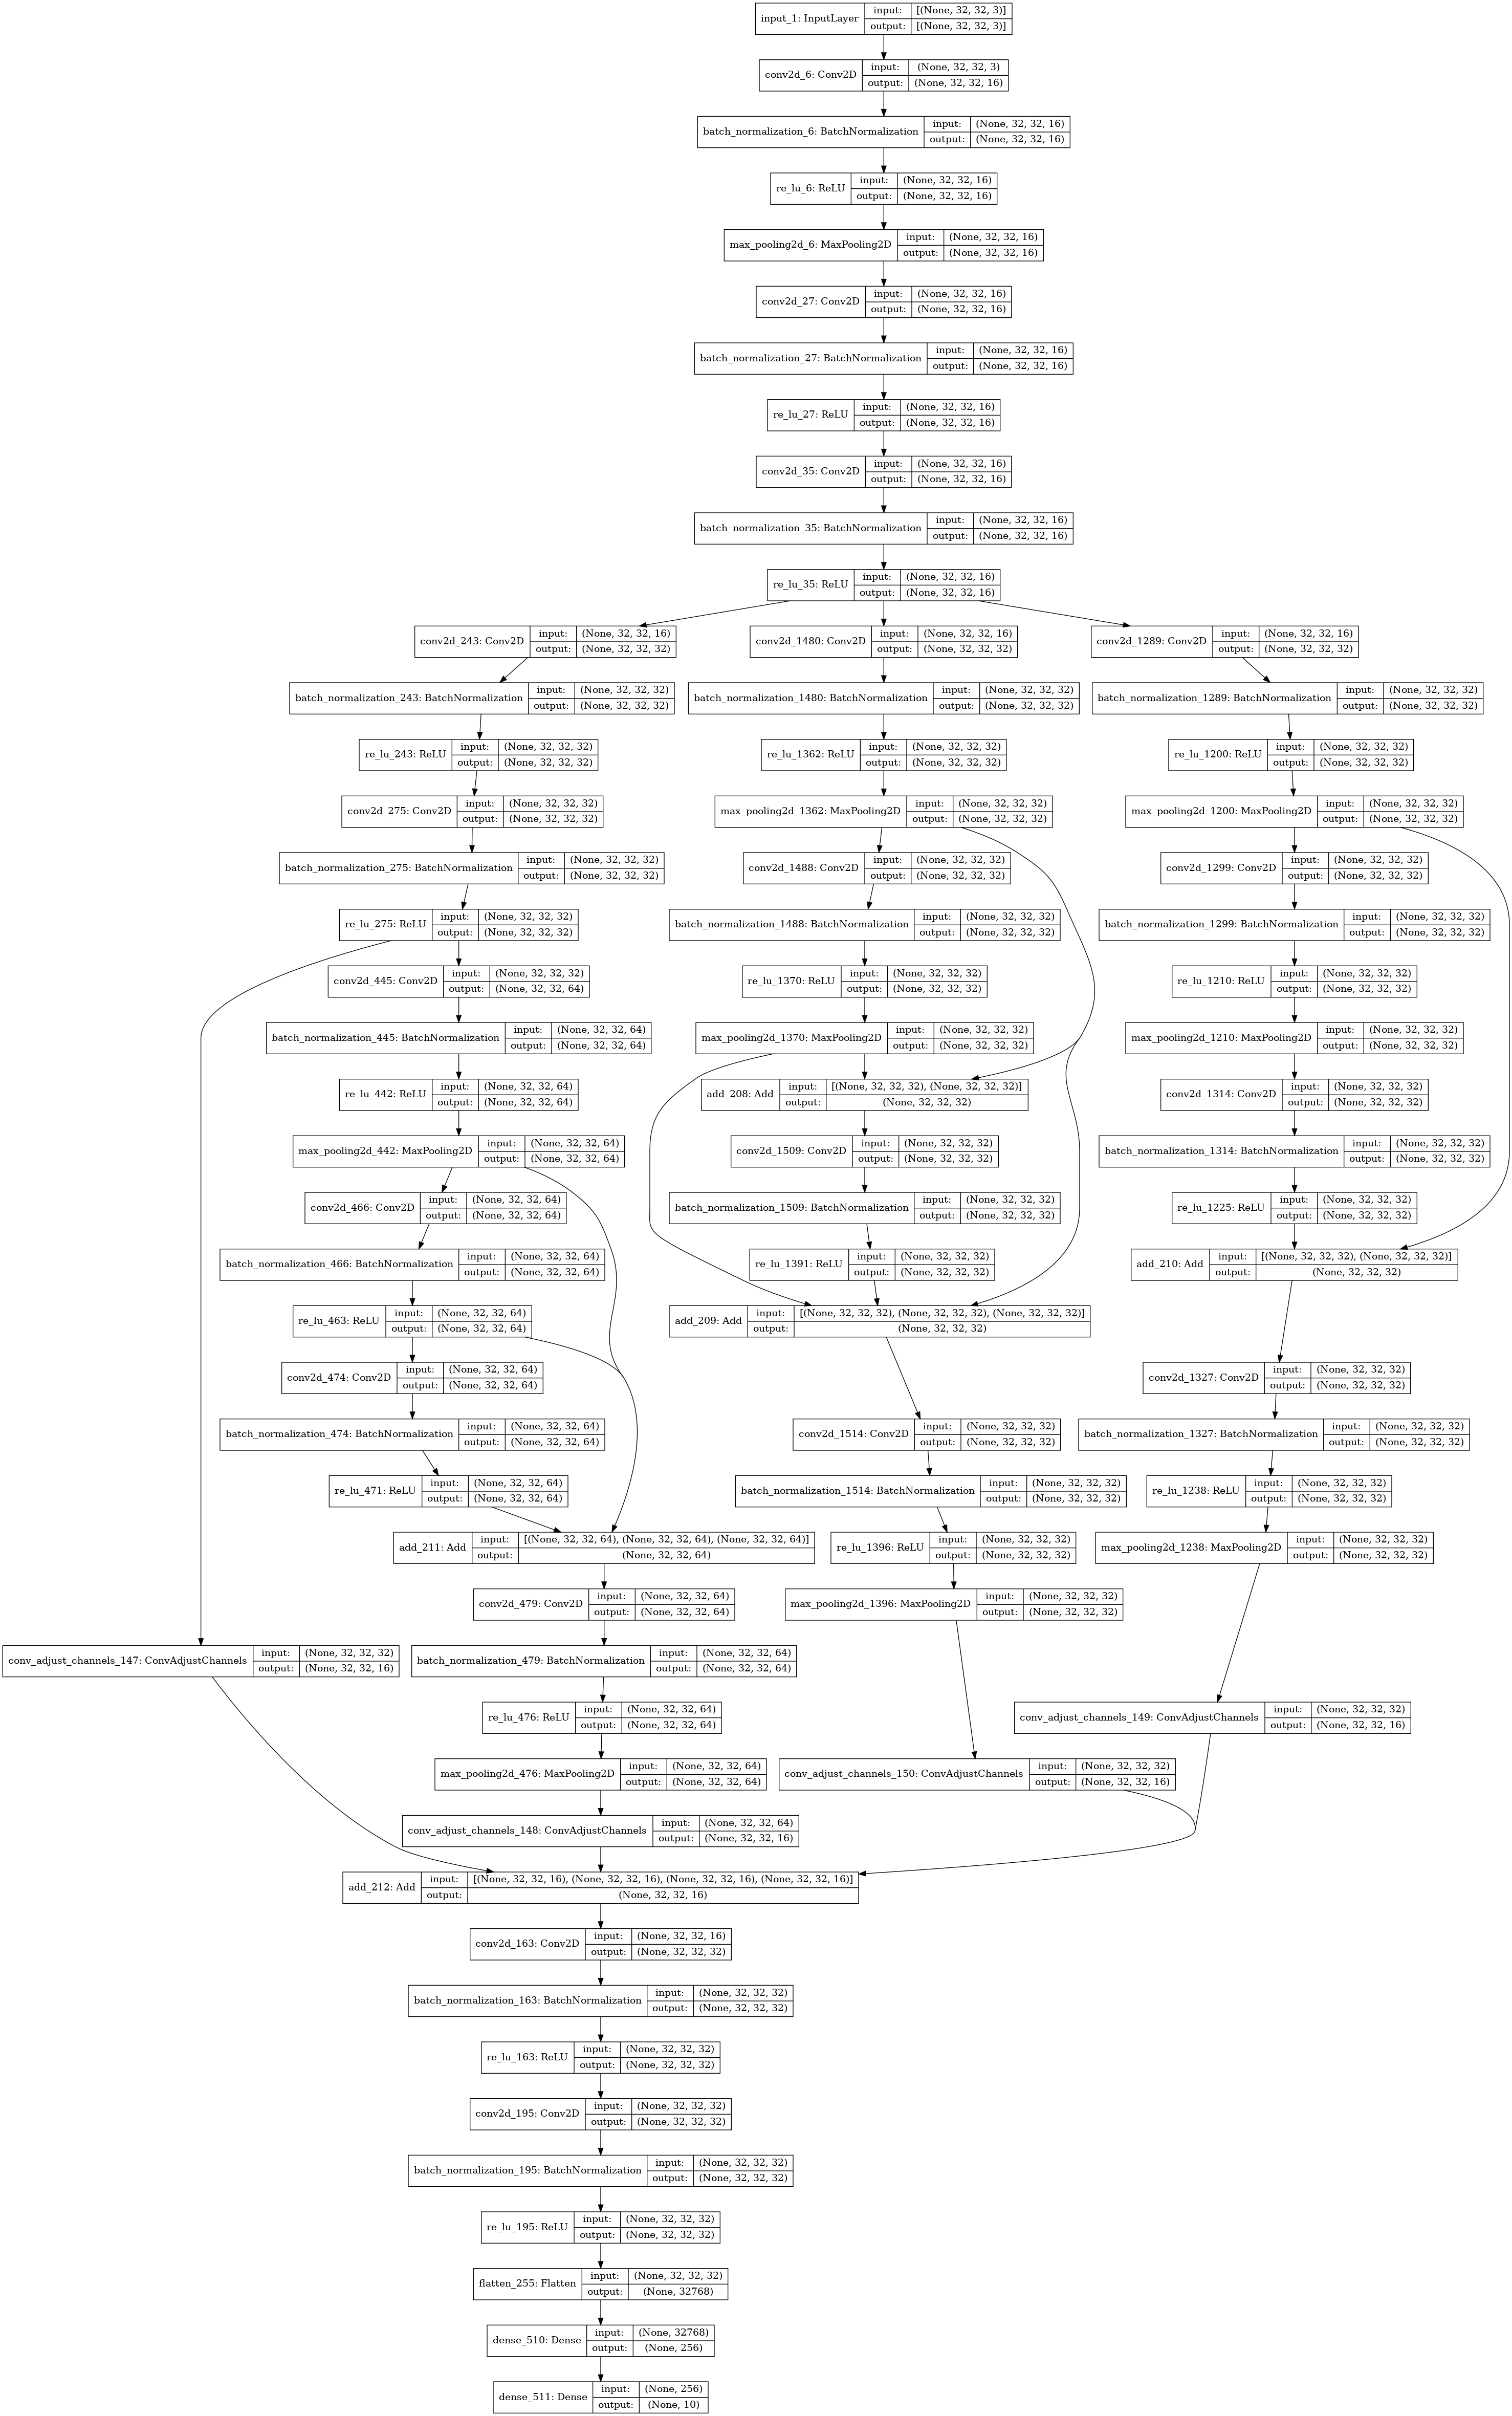 input_1: InputLayer
input: [(None, 32, 32, 3)]
output: [(None, 32, 32, 3)]
conv2d_6: Conv2D
input: (None, 32, 32, 3)
output: (None, 32, 32, 16)
batch_normalization_6: BatchNormalization
input: (None, 32, 32, 16)
output: (None, 32, 32, 16)
re_lu_6: ReLU
input: (None, 32, 32, 16)
output: (None, 32, 32, 16)
max_pooling2d_6: MaxPooling2D
input: (None, 32, 32, 16)
output: (None, 32, 32, 16)
conv2d_27: Conv2D
input: (None, 32, 32, 16)
output: (None, 32, 32, 16)
batch_normalization_27: BatchNormalization
input: (None, 32, 32, 16)
output: (None, 32, 32, 16)
re_lu_27: ReLU
input: (None, 32, 32, 16)
output: (None, 32, 32, 16)
conv2d_35: Conv2D
input: (None, 32, 32, 16)
output: (None, 32, 32, 16)
batch_normalization_35: BatchNormalization
input: (None, 32, 32, 16)
output: (None, 32, 32, 16)
re_lu_35: ReLU
input: (None, 32, 32, 16)
output: (None, 32, 32, 16)
conv2d_243: Conv2D
input: (None, 32, 32, 16)
output: (None, 32, 32, 32)
conv2d_1480: Conv2D
input: (None, 32, 32, 16)
output: (None, 32, 32, 32)
conv2d_1289: Conv2D
input: (None, 32, 32, 16)
output: (None, 32, 32, 32)
batch_normalization_243: BatchNormalization
input: (None, 32, 32, 32)
output: (None, 32, 32, 32)
batch_normalization_1480: BatchNormalization
input: (None, 32, 32, 32)
output: (None, 32, 32, 32)
batch_normalization_1289: BatchNormalization
input: (None, 32, 32, 32)
output: (None, 32, 32, 32)
re_lu_243: ReLU
input: (None, 32, 32, 32)
output: (None, 32, 32, 32)
re_lu_1362: ReLU
input: (None, 32, 32, 32)
output: (None, 32, 32, 32)
re_lu_1200: ReLU
input: (None, 32, 32, 32)
output: (None, 32, 32, 32)
conv2d_275: Conv2D
input: (None, 32, 32, 32)
output: (None, 32, 32, 32)
max_pooling2d_1362: MaxPooling2D
input: (None, 32, 32, 32)
output: (None, 32, 32, 32)
max_pooling2d_1200: MaxPooling2D
input: (None, 32, 32, 32)
output: (None, 32, 32, 32)
batch_normalization_275: BatchNormalization
input: (None, 32, 32, 32)
output: (None, 32, 32, 32)
conv2d_1488: Conv2D
input: (None, 32, 32, 32)
output: (None, 32, 32, 32)
conv2d_1299: Conv2D
input: (None, 32, 32, 32)
output: (None, 32, 32, 32)
re_lu_275: ReLU
input: (None, 32, 32, 32)
output: (None, 32, 32, 32)
batch_normalization_1488: BatchNormalization
input: (None, 32, 32, 32)
output: (None, 32, 32, 32)
batch_normalization_1299: BatchNormalization
input: (None, 32, 32, 32)
output: (None, 32, 32, 32)
conv2d_445: Conv2D
input: (None, 32, 32, 32)
output: (None, 32, 32, 64)
re_lu_1370: ReLU
input: (None, 32, 32, 32)
output: (None, 32, 32, 32)
re_lu_1210: ReLU
input: (None, 32, 32, 32)
output: (None, 32, 32, 32)
batch_normalization_445: BatchNormalization
input: (None, 32, 32, 64)
output: (None, 32, 32, 64)
max_pooling2d_1370: MaxPooling2D
input: (None, 32, 32, 32)
output: (None, 32, 32, 32)
max_pooling2d_1210: MaxPooling2D
input: (None, 32, 32, 32)
output: (None, 32, 32, 32)
re_lu_442: ReLU
input: (None, 32, 32, 64)
output: (None, 32, 32, 64)
add_208: Add
input: [(None, 32, 32, 32), (None, 32, 32, 32)]
output: (None, 32, 32, 32)
conv2d_1314: Conv2D
input: (None, 32, 32, 32)
output: (None, 32, 32, 32)
max_pooling2d_442: MaxPooling2D
input: (None, 32, 32, 64)
output: (None, 32, 32, 64)
conv2d_1509: Conv2D
input: (None, 32, 32, 32)
output: (None, 32, 32, 32)
batch_normalization_1314: BatchNormalization
input: (None, 32, 32, 32)
output: (None, 32, 32, 32)
conv2d_466: Conv2D
input: (None, 32, 32, 64)
output: (None, 32, 32, 64)
batch_normalization_1509: BatchNormalization
input: (None, 32, 32, 32)
output: (None, 32, 32, 32)
re_lu_1225: ReLU
input: (None, 32, 32, 32)
output: (None, 32, 32, 32)
batch_normalization_466: BatchNormalization
input: (None, 32, 32, 64)
output: (None, 32, 32, 64)
re_lu_1391: ReLU
input: (None, 32, 32, 32)
output: (None, 32, 32, 32)
add_210: Add
input: [(None, 32, 32, 32), (None, 32, 32, 32)]
output: (None, 32, 32, 32)
re_lu_463: ReLU
input: (None, 32, 32, 64)
output: (None, 32, 32, 64)
add_209: Add
input: [(None, 32, 32, 32), (None, 32, 32, 32), (None, 32, 32, 32)]
output: (None, 32, 32, 32)
conv2d_474: Conv2D
input: (None, 32, 32, 64)
output: (None, 32, 32, 64)
conv2d_1327: Conv2D
input: (None, 32, 32, 32)
output: (None, 32, 32, 32)
batch_normalization_474: BatchNormalization
input: (None, 32, 32, 64)
output: (None, 32, 32, 64)
conv2d_1514: Conv2D
input: (None, 32, 32, 32)
output: (None, 32, 32, 32)
batch_normalization_1327: BatchNormalization
input: (None, 32, 32, 32)
output: (None, 32, 32, 32)
re_lu_471: ReLU
input: (None, 32, 32, 64)
output: (None, 32, 32, 64)
batch_normalization_1514: BatchNormalization
input: (None, 32, 32, 32)
output: (None, 32, 32, 32)
re_lu_1238: ReLU
input: (None, 32, 32, 32)
output: (None, 32, 32, 32)
add_211: Add
input: [(None, 32, 32, 64), (None, 32, 32, 64), (None, 32, 32, 64)]
output: (None, 32, 32, 64)
re_lu_1396: ReLU
input: (None, 32, 32, 32)
output: (None, 32, 32, 32)
max_pooling2d_1238: MaxPooling2D
input: (None, 32, 32, 32)
output: (None, 32, 32, 32)
conv2d_479: Conv2D
input: (None, 32, 32, 64)
output: (None, 32, 32, 64)
max_pooling2d_1396: MaxPooling2D
input: (None, 32, 32, 32)
output: (None, 32, 32, 32)
conv_adjust_channels_147: ConvAdjustChannels
input: (None, 32, 32, 32)
output: (None, 32, 32, 16)
batch_normalization_479: BatchNormalization
input: (None, 32, 32, 64)
output: (None, 32, 32, 64)
re_lu_476: ReLU
input: (None, 32, 32, 64)
output: (None, 32, 32, 64)
conv_adjust_channels_149: ConvAdjustChannels
input: (None, 32, 32, 32)
output: (None, 32, 32, 16)
max_pooling2d_476: MaxPooling2D
input: (None, 32, 32, 64)
output: (None, 32, 32, 64)
conv_adjust_channels_150: ConvAdjustChannels
input: (None, 32, 32, 32)
output: (None, 32, 32, 16)
conv_adjust_channels_148: ConvAdjustChannels
input: (None, 32, 32, 64)
output: (None, 32, 32, 16)
add_212: Add
input: [(None, 32, 32, 16), (None, 32, 32, 16), (None, 32, 32, 16), (None, 32, 32, 16)]
output: (None, 32, 32, 16)
conv2d_163: Conv2D
input: (None, 32, 32, 16)
output: (None, 32, 32, 32)
batch_normalization_163: BatchNormalization
input: (None, 32, 32, 32)
output: (None, 32, 32, 32)
re_lu_163: ReLU
input: (None, 32, 32, 32)
output: (None, 32, 32, 32)
conv2d_195: Conv2D
input: (None, 32, 32, 32)
output: (None, 32, 32, 32)
batch_normalization_195: BatchNormalization
input: (None, 32, 32, 32)
output: (None, 32, 32, 32)
re_lu_195: ReLU
input: (None, 32, 32, 32)
output: (None, 32, 32, 32)
flatten_255: Flatten
input: (None, 32, 32, 32)
output: (None, 32768)
dense_510: Dense
input: (None, 32768)
output: (None, 256)
dense_511: Dense
input: (None, 256)
output: (None, 10)